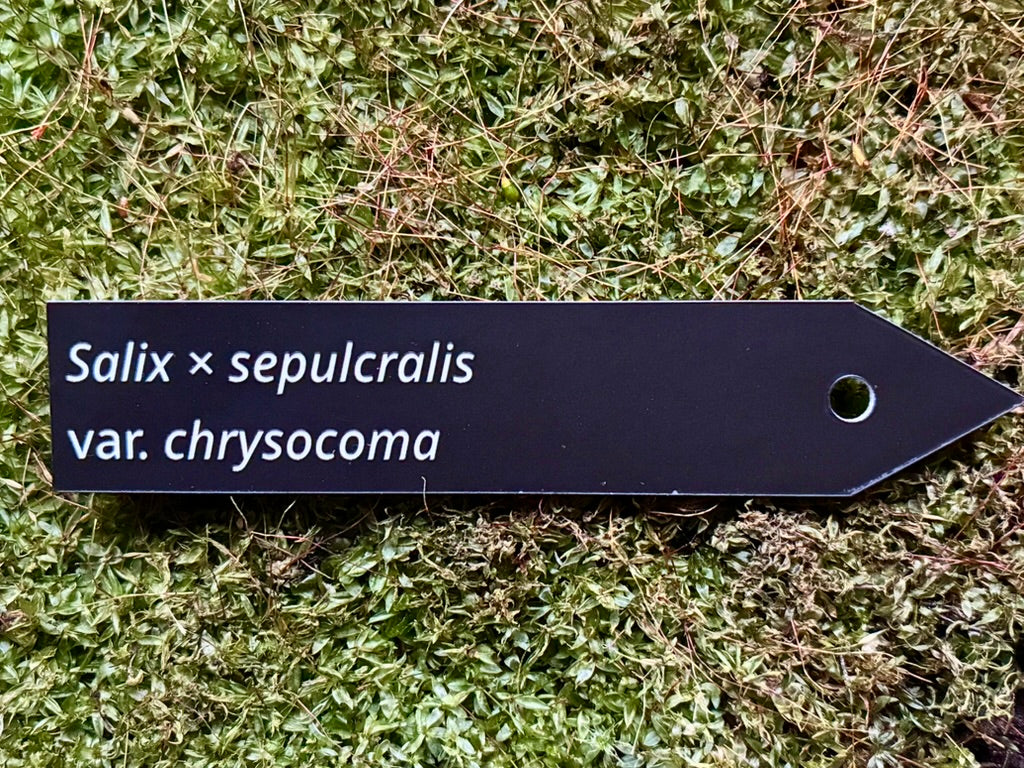 Salix × sepulcralis
var. chrysocoma